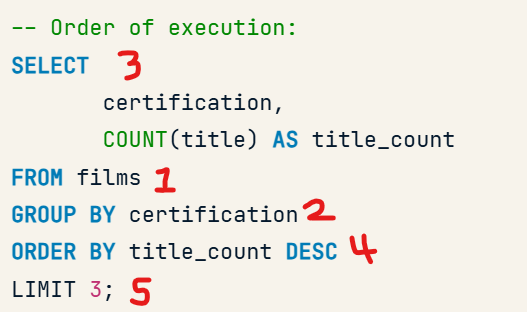 -- Order of execution:
SELECT 3
certification,
COUNT(title) AS title_count
FROM films 1
GROUP BY certification 2
ORDER BY title_count DESC 4
LIMIT 3; 5